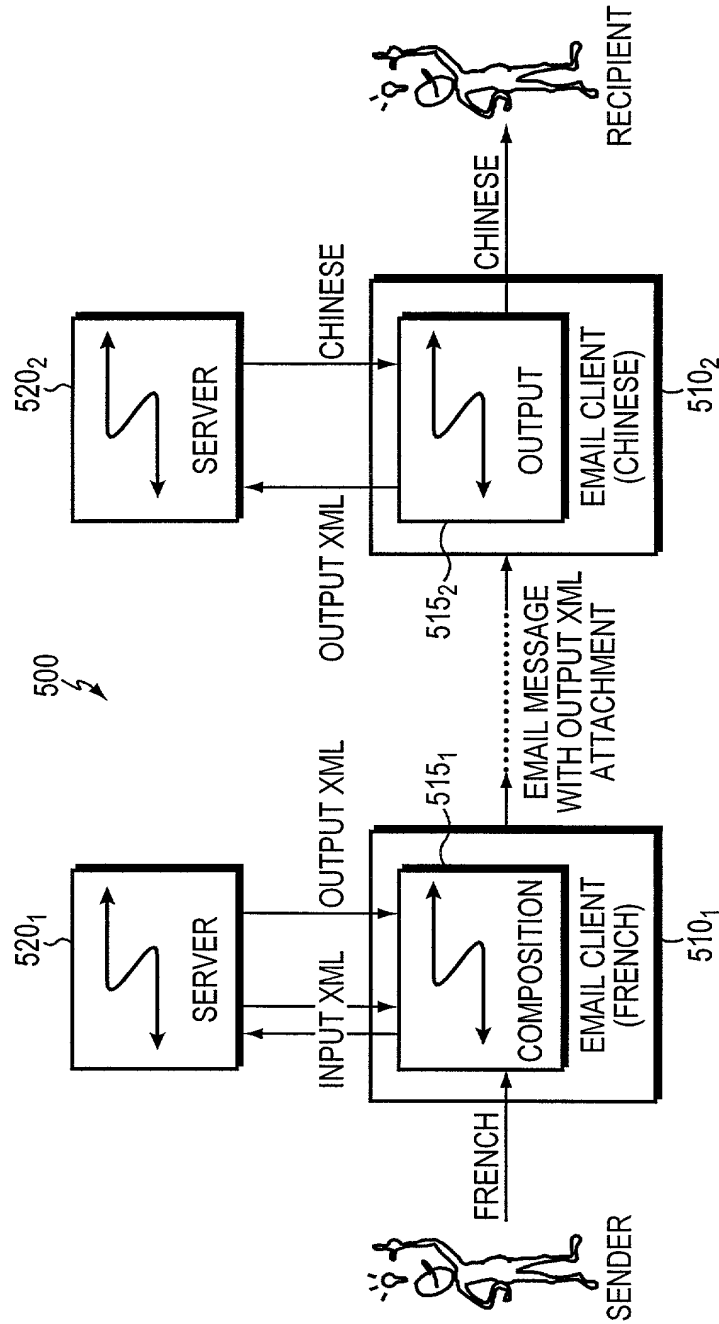 500
520₁
SERVER
INPUT XML
OUTPUT XML
515₁
COMPOSITION
EMAIL CLIENT
(FRENCH)
510₁
FRENCH
SENDER
EMAIL MESSAGE
WITH OUTPUT XML
ATTACHMENT
520₂
SERVER
OUTPUT XML
CHINESE
515₂
OUTPUT
EMAIL CLIENT
(CHINESE)
510₂
CHINESE
RECIPIENT